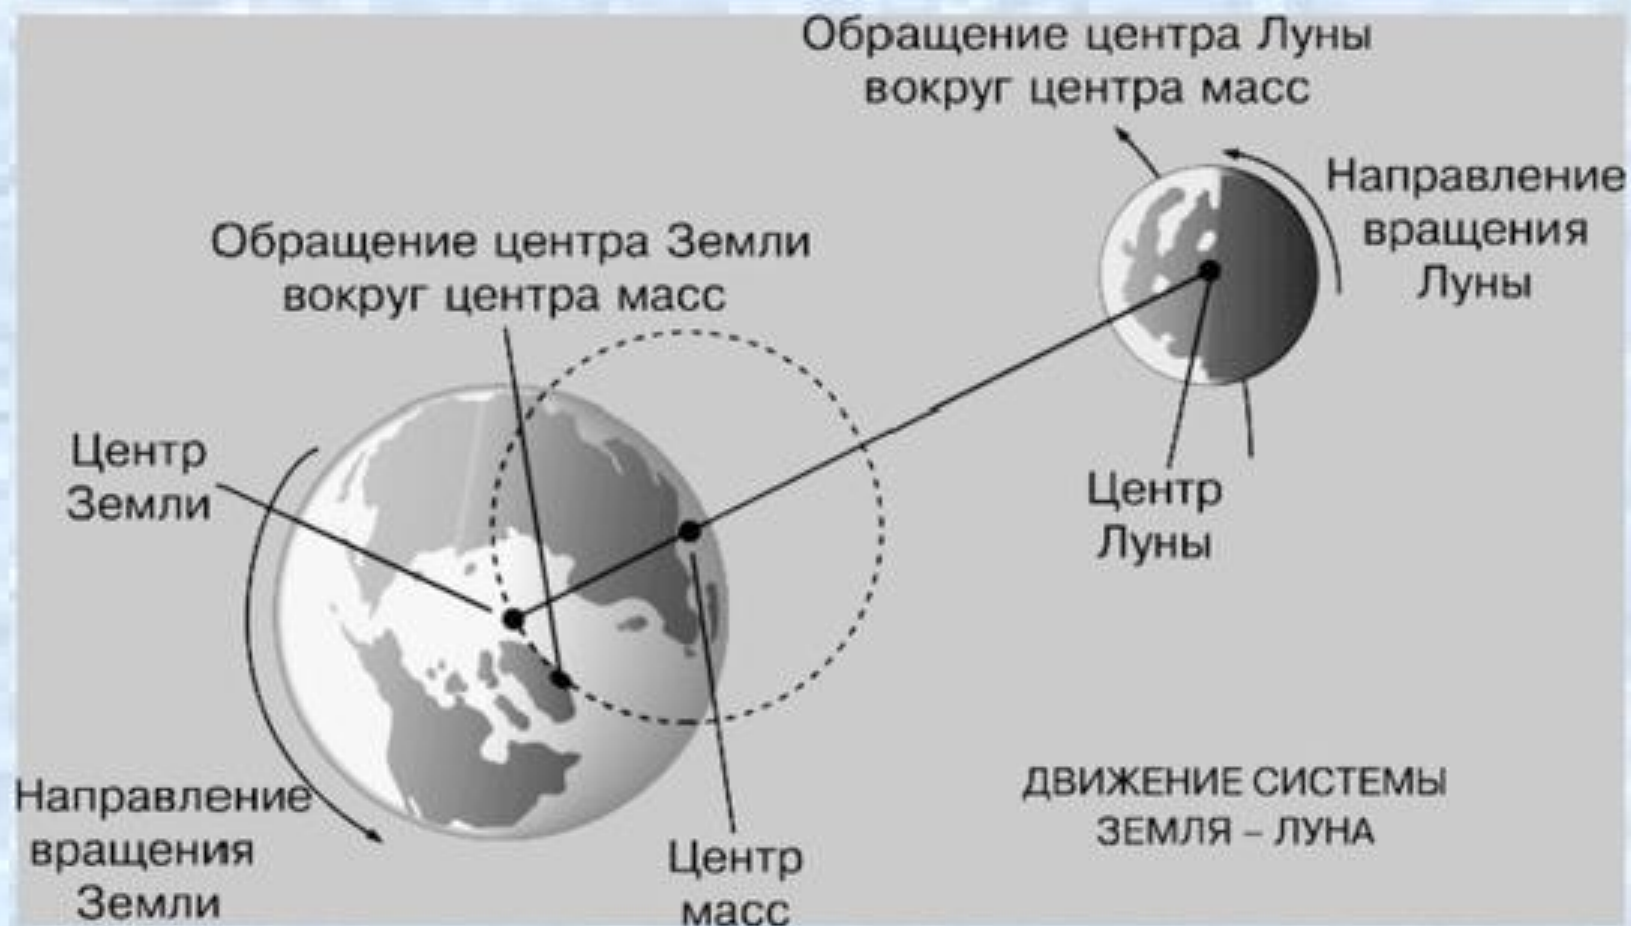 Обращение центра Луны
вокруг центра масс
Направление
вращения
Луны
Обращение центра Земли
вокруг центра масс
Центр
Земли
Центр
Луны
Направление
вращения
Земли
Центр
масс
ДВИЖЕНИЕ СИСТЕМЫ
ЗЕМЛЯ – ЛУНА